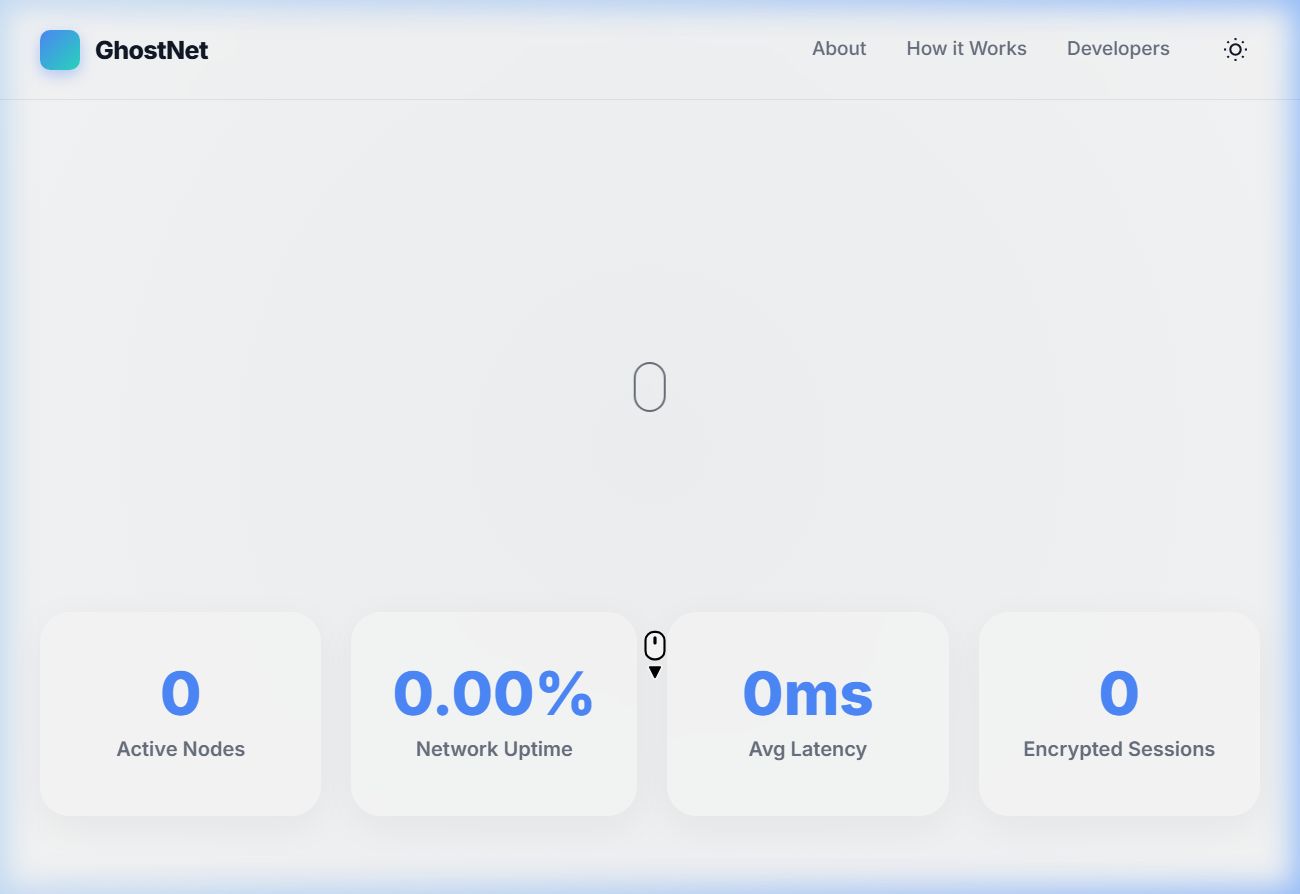 GhostNet
About How it Works Developers
0 0.00% 0ms 0
Active Nodes Network Uptime Avg Latency Encrypted Sessions